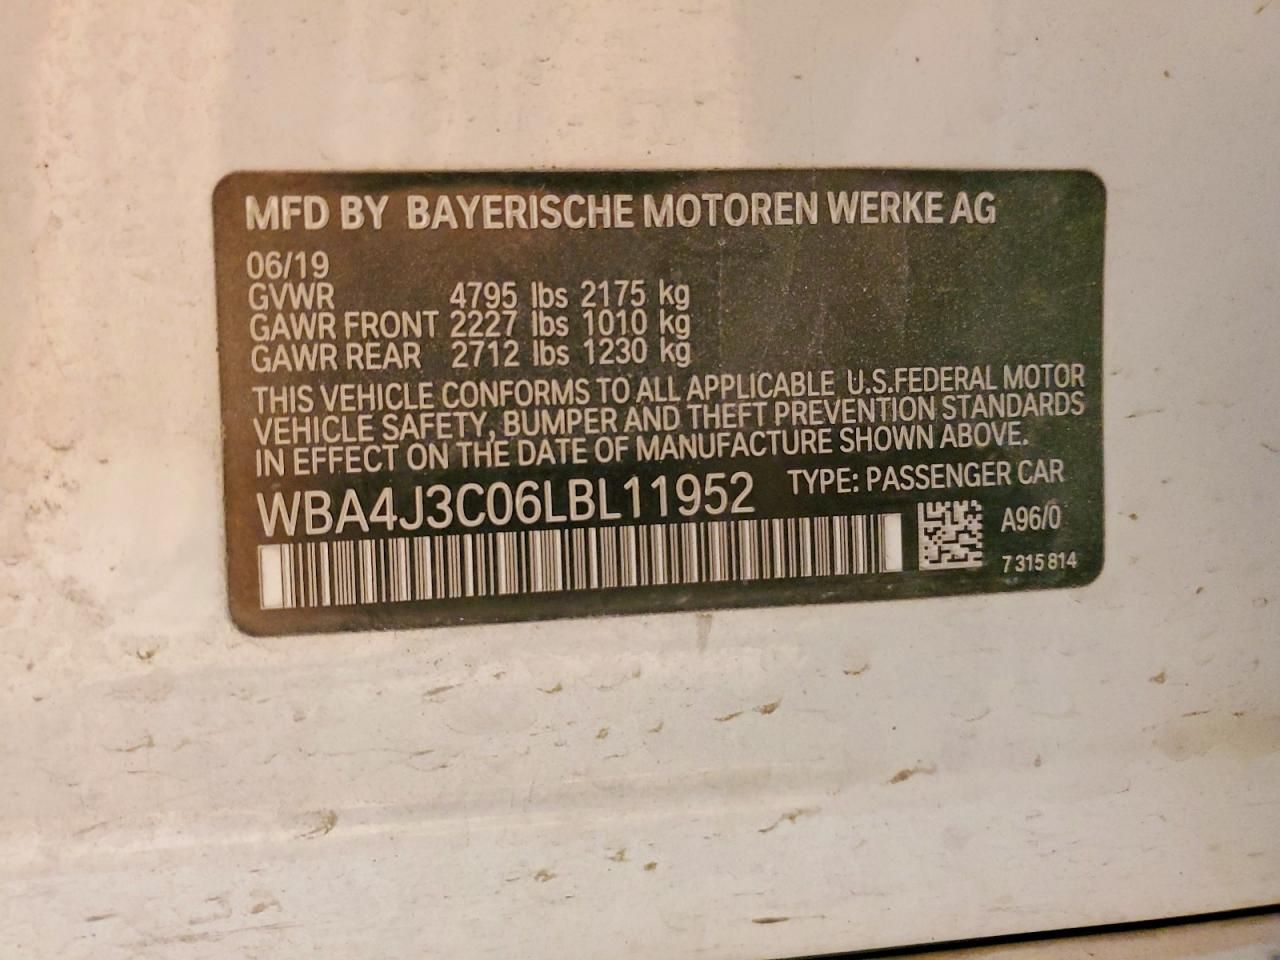 MFD BY BAYERISCHE MOTOREN WERKE AG
06/19
GVWR 4795 lbs 2175 kg
GAWR FRONT 2227 lbs 1010 kg
GAWR REAR 2712 lbs 1230 kg
THIS VEHICLE CONFORMS TO ALL APPLICABLE U.S.FEDERAL MOTOR
VEHICLE SAFETY, BUMPER AND THEFT PREVENTION STANDARDS
IN EFFECT ON THE DATE OF MANUFACTURE SHOWN ABOVE.
WBA4J3C06LBL11952 TYPE: PASSENGER CAR
A96/0
7 315 814